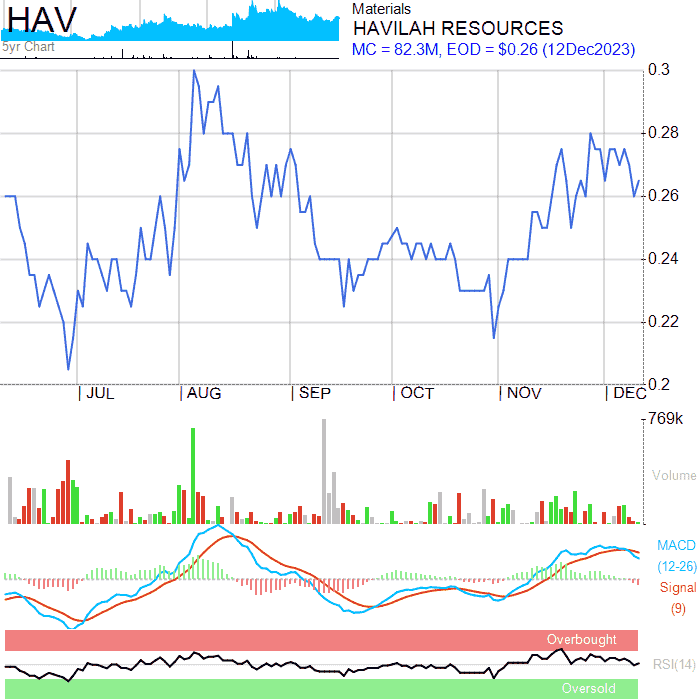 HAV
5yr Chart
Materials
HAVILAH RESOURCES
MC = 82.3M, EOD = $0.26 (12Dec2023)
0.3
0.28
0.26
0.24
0.22
0.2
JUL AUG SEP OCT NOV DEC
769k
Volume
MACD
(12-26)
Signal
(9)
Overbought
RSI(14)
Oversold